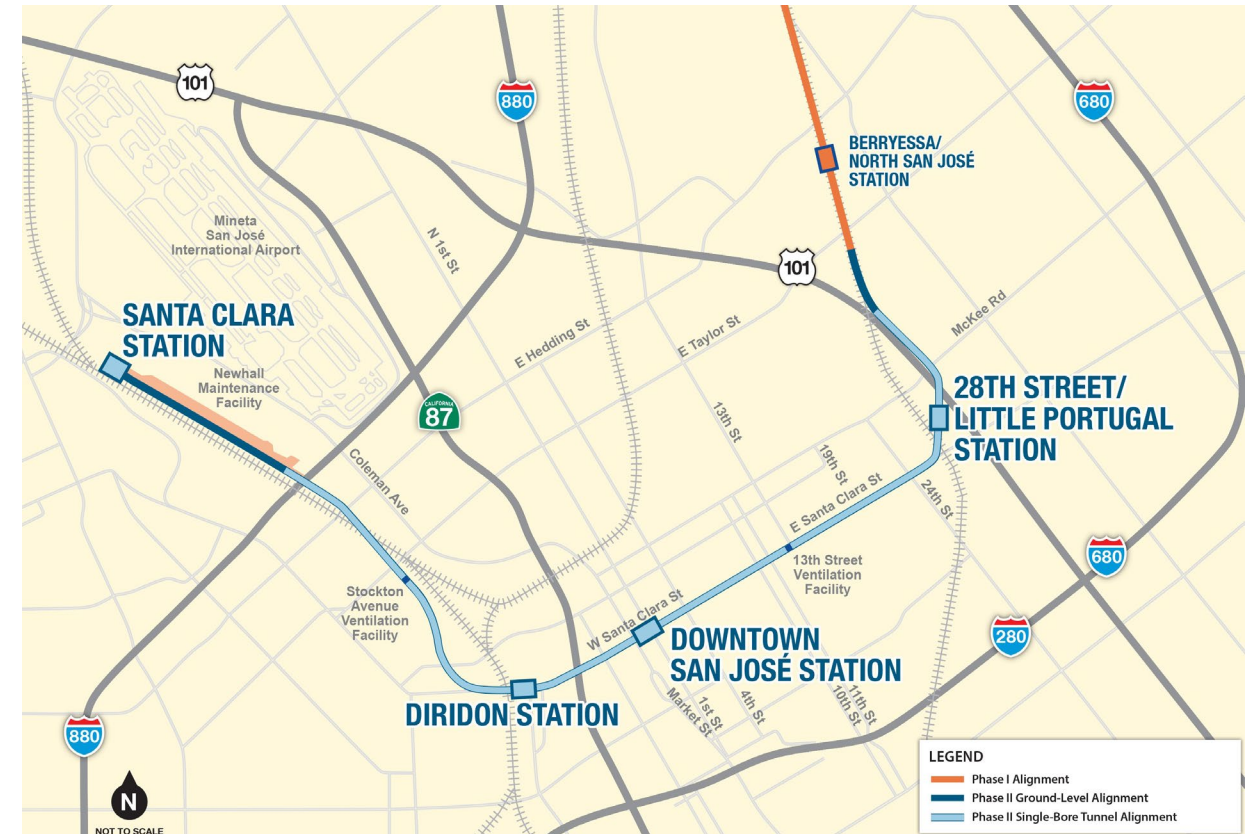 101
880
680
BERRYESSA/
NORTH SAN JOSÉ
STATION
Mineta
San José
International Airport
N 1st St
101
SANTA CLARA
STATION
E Hedding St
E Taylor St
McKee Rd
Newhall
Maintenance
Facility
CALIFORNIA
87
28TH STREET/
LITTLE PORTUGAL
STATION
13th St
19th St
24th St
Coleman Ave
E Santa Clara St
680
13th Street
Ventilation
Facility
Stockton
Avenue
Ventilation
Facility
W Santa Clara St
280
DOWNTOWN
SAN JOSÉ STATION
DIRIDON STATION
Market St
1st St
4th St
10th St
11th St
880
N
NOT TO SCALE
LEGEND
Phase I Alignment
Phase II Ground-Level Alignment
Phase II Single-Bore Tunnel Alignment